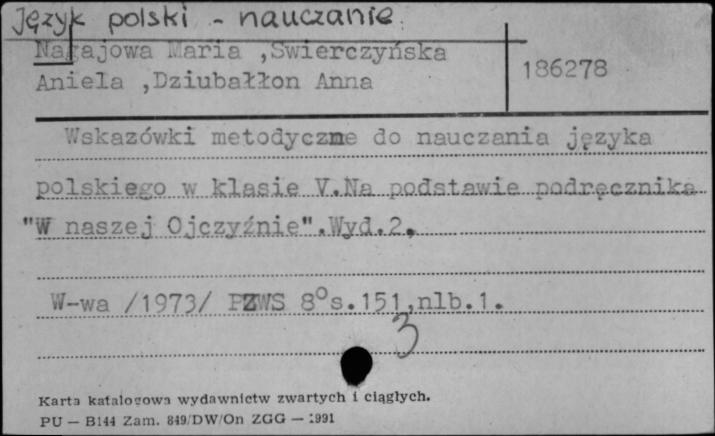 Język polski - nauczanie
Nagajowa Maria ,Swierczyńska
Aniela ,Dziubałłon Anna
186278
Wskazówki metodyczne do nauczania języka
polskiego w klasie V.Na podstawie podręcznika
"W naszej Ojczyźnie".Wyd.2.
W-wa /1973/ PZWS 8°s.151,nlb.1.
3
Karta katalogowa wydawnictw zwartych i ciągłych.
PU — B144 Zam. 849/DW/On ZGG — 1991